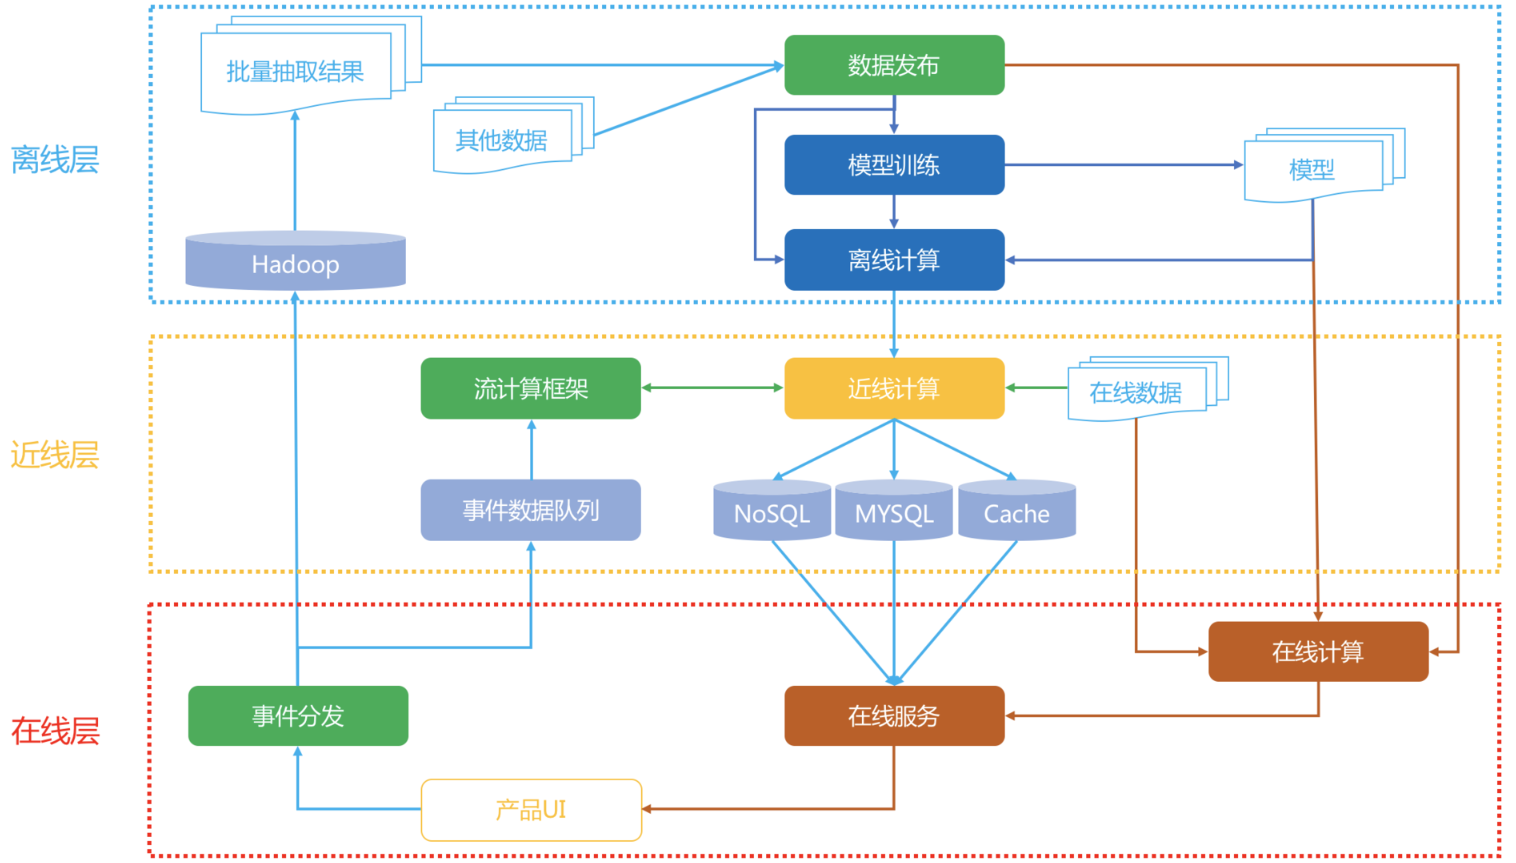 离线层
批量抽取结果
其他数据
数据发布
模型训练
模型
离线计算
Hadoop
近线层
流计算框架
近线计算
在线数据
事件数据队列
NoSQL
MYSQL
Cache
在线层
在线计算
事件分发
在线服务
产品UI